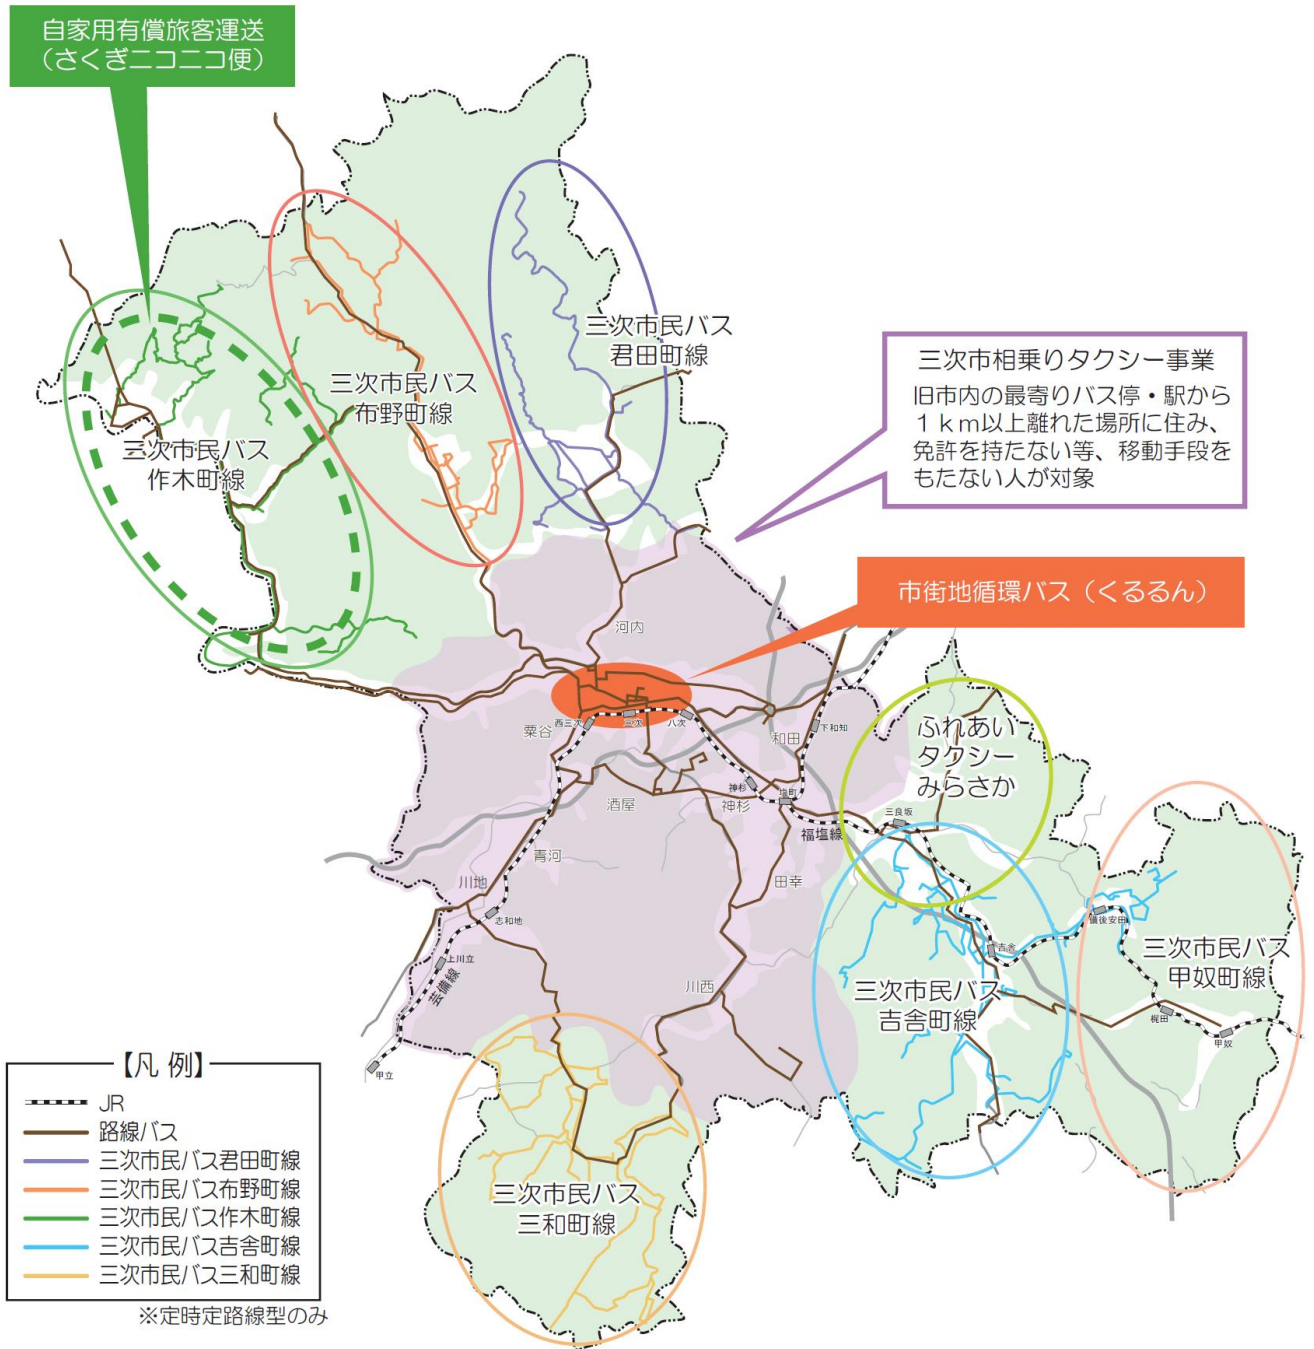 自家用有償旅客運送
（さくぎニコニコ便）
三次市民バス
君田町線
三次市民バス
布野町線
三次市民バス
作木町線
三次市相乗りタクシー事業
旧市内の最寄りバス停・駅から
１ｋｍ以上離れた場所に住み、
免許を持たない等、移動手段を
もたない人が対象
市街地循環バス（くるるん）
河内
粟谷
西三次
三次
八次
和田
下和知
ふれあい
タクシー
みらさか
酒屋
神杉
神杉
塩町
福塩線
三良坂
青河
川地
田幸
志和地
上川立
芸備線
甲立
川西
吉舎
備後安田
三次市民バス
甲奴町線
梶田
甲奴
三次市民バス
吉舎町線
三次市民バス
三和町線
【凡 例】
JR
路線バス
三次市民バス君田町線
三次市民バス布野町線
三次市民バス作木町線
三次市民バス吉舎町線
三次市民バス三和町線
※定時定路線型のみ